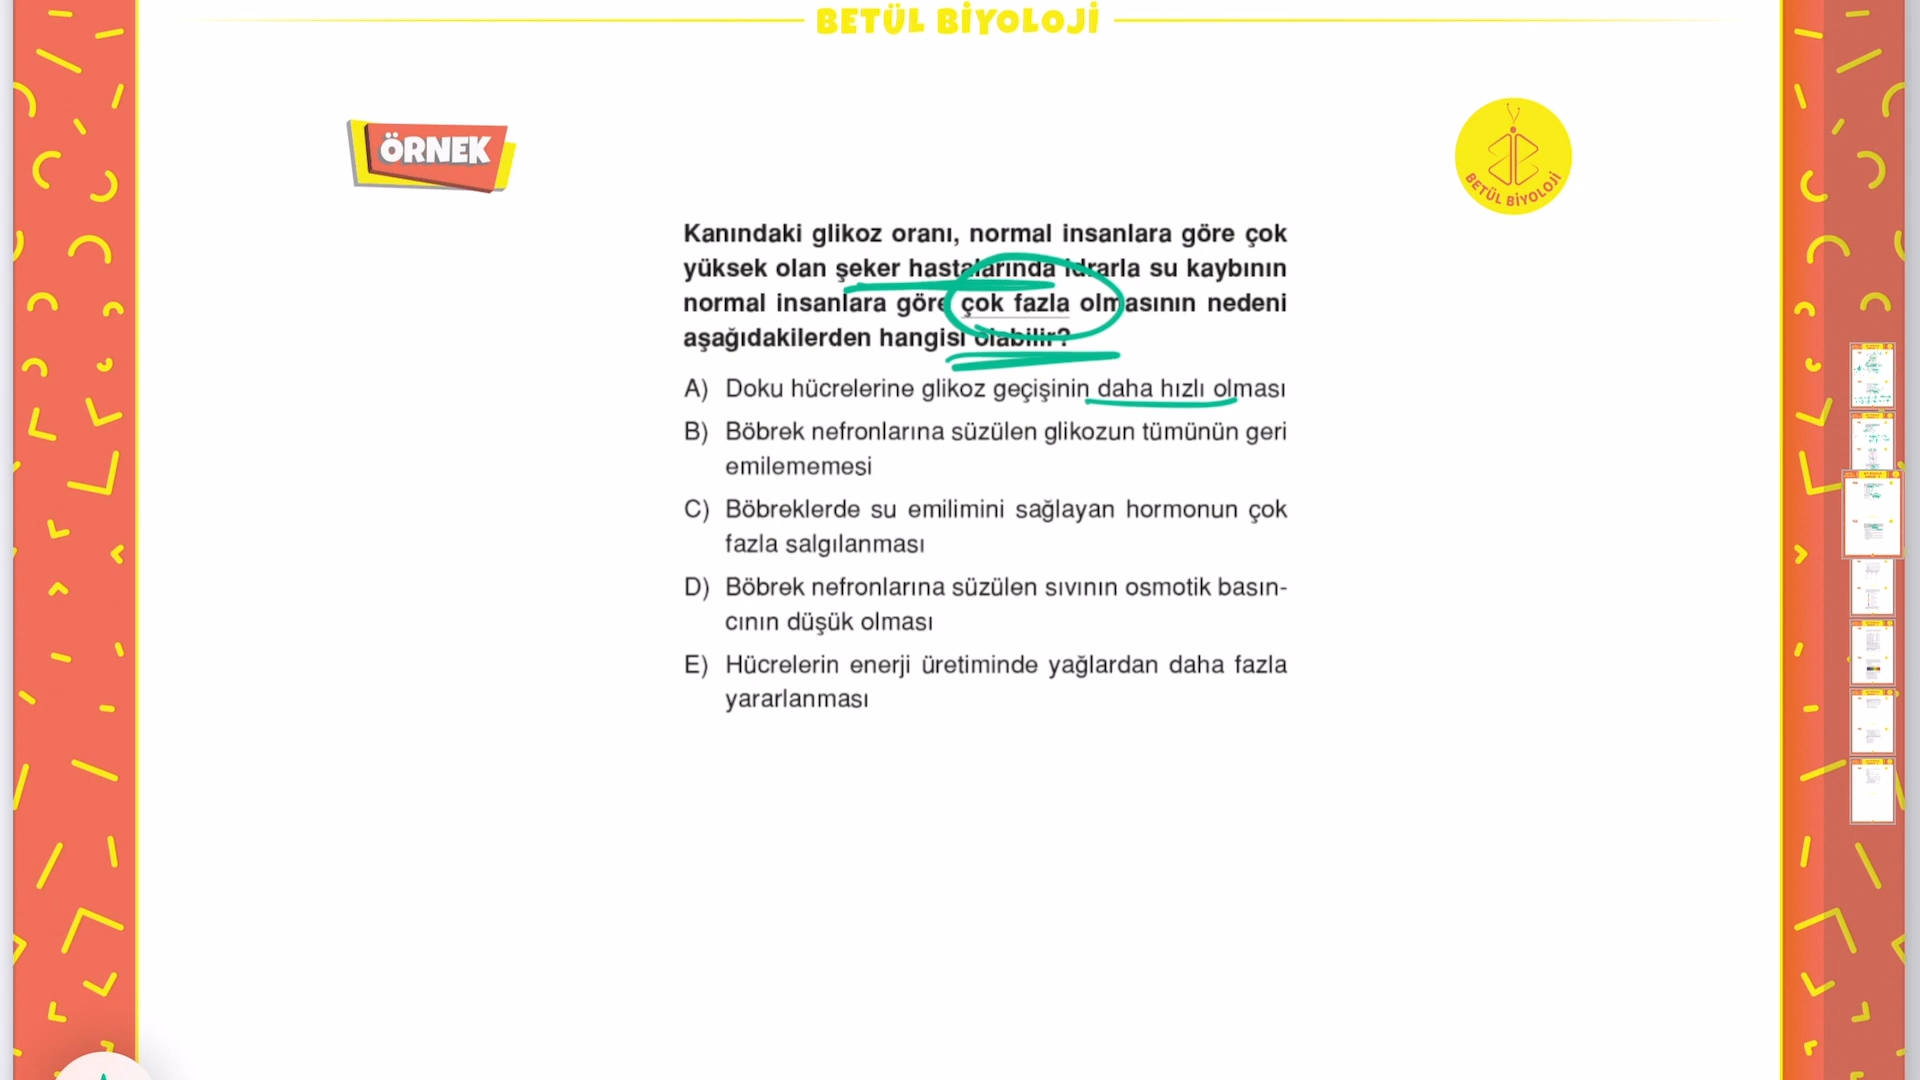 BETÜL BİYOLOJİ
ÖRNEK
BETÜL BİYOLOJİ
Kanındaki glikoz oranı, normal insanlara göre çok
yüksek olan şeker hastalarında idrarla su kaybının
normal insanlara göre çok fazla olmasının nedeni
aşağıdakilerden hangisi olabilir?
A) Doku hücrelerine glikoz geçişinin daha hızlı olması
B) Böbrek nefronlarına süzülen glikozun tümünün geri
emilememesi
C) Böbreklerde su emilimini sağlayan hormonun çok
fazla salgılanması
D) Böbrek nefronlarına süzülen sıvının osmotik basın-
cının düşük olması
E) Hücrelerin enerji üretiminde yağlardan daha fazla
yararlanması